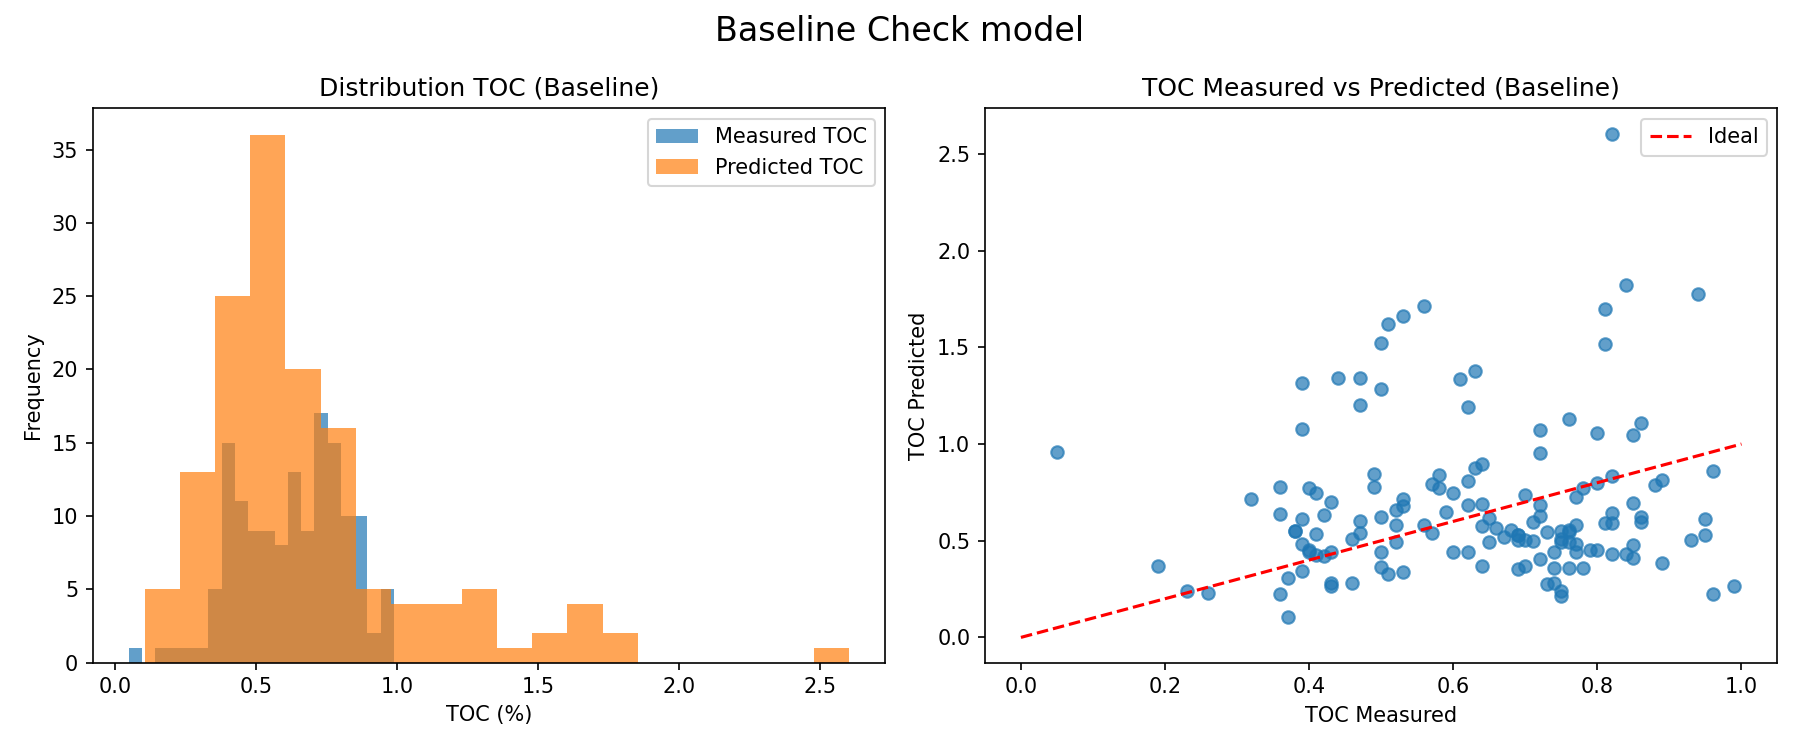 Baseline Check model
Distribution TOC (Baseline)
Measured TOC
Predicted TOC
Frequency
35
30
25
20
15
10
5
0
0.0 0.5 1.0 1.5 2.0 2.5
TOC (%)
TOC Measured vs Predicted (Baseline)
Ideal
TOC Predicted
2.5
2.0
1.5
1.0
0.5
0.0
0.0 0.2 0.4 0.6 0.8 1.0
TOC Measured